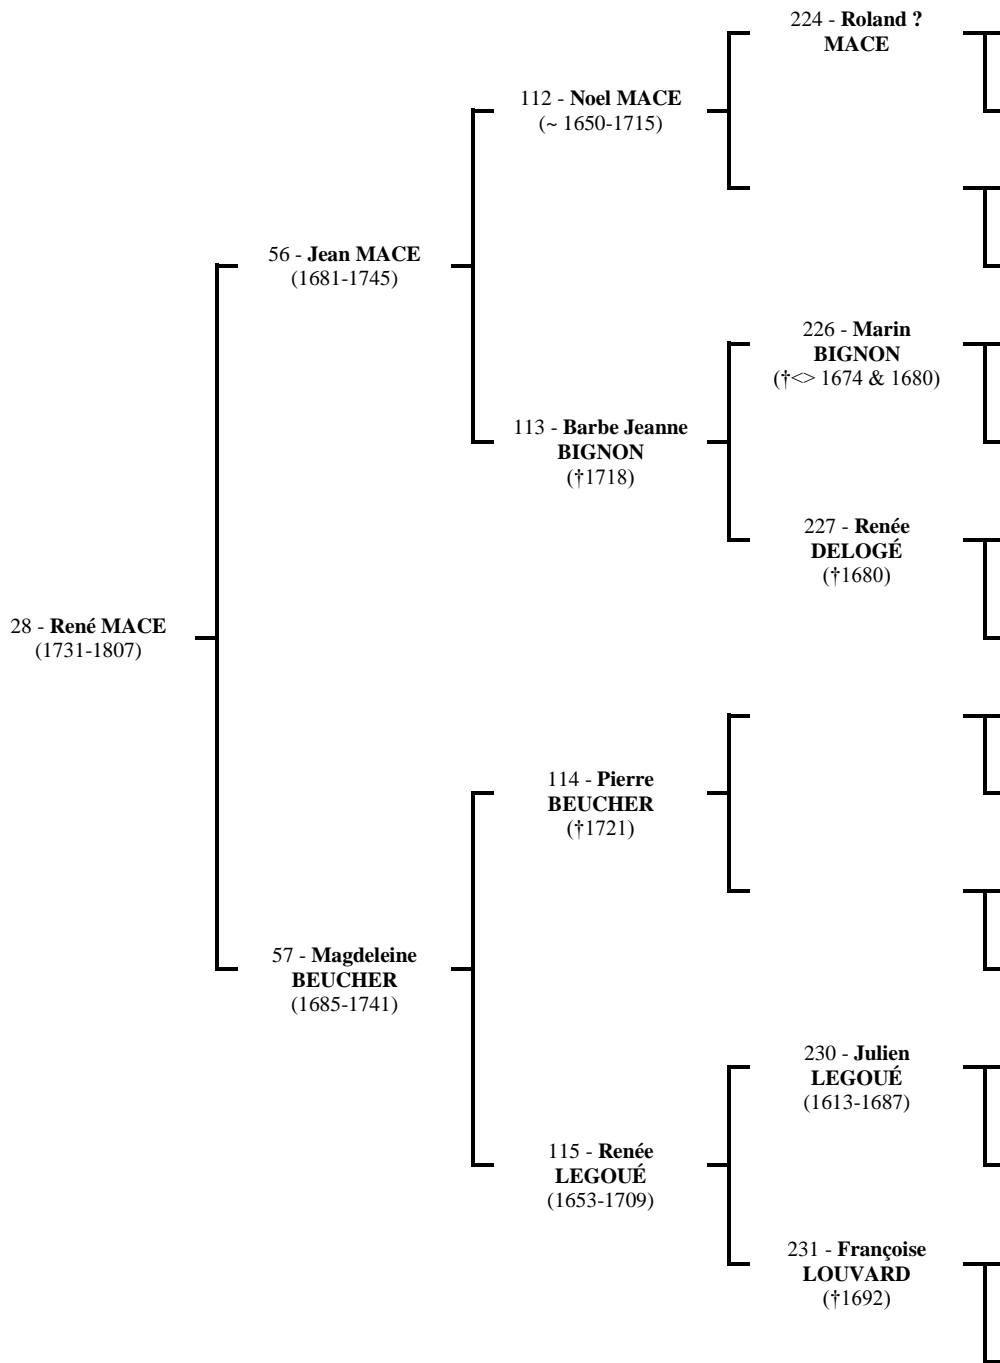 224 - Roland ?
MACE
112 - Noel MACE
(~ 1650-1715)
56 - Jean MACE
(1681-1745)
226 - Marin
BIGNON
(†<> 1674 & 1680)
113 - Barbe Jeanne
BIGNON
(†1718)
227 - Renée
DELOGÉ
(†1680)
28 - René MACE
(1731-1807)
114 - Pierre
BEUCHER
(†1721)
57 - Magdeleine
BEUCHER
(1685-1741)
230 - Julien
LEGOUÉ
(1613-1687)
115 - Renée
LEGOUÉ
(1653-1709)
231 - Françoise
LOUVARD
(†1692)